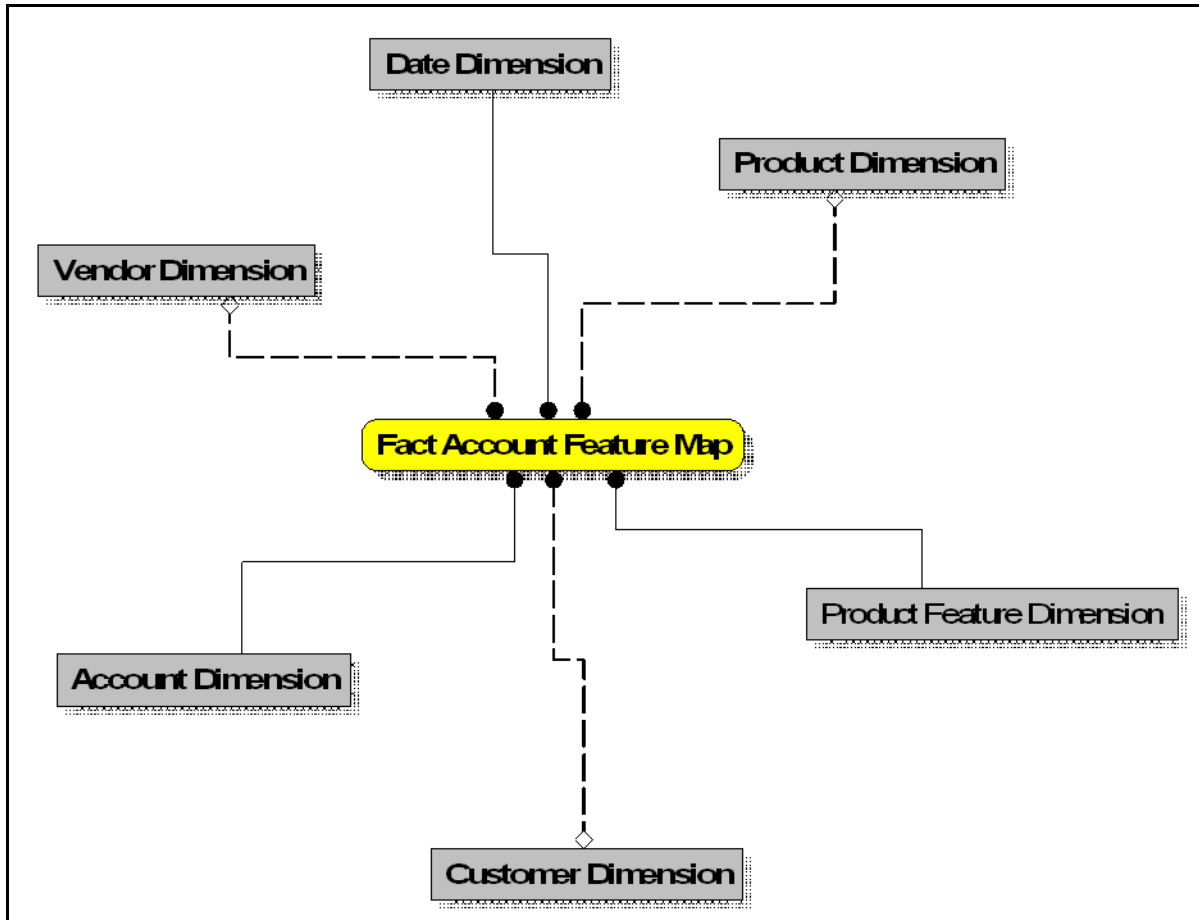 Date Dimension
Product Dimension
Vendor Dimension
Fact Account Feature Map
Product Feature Dimension
Account Dimension
Customer Dimension